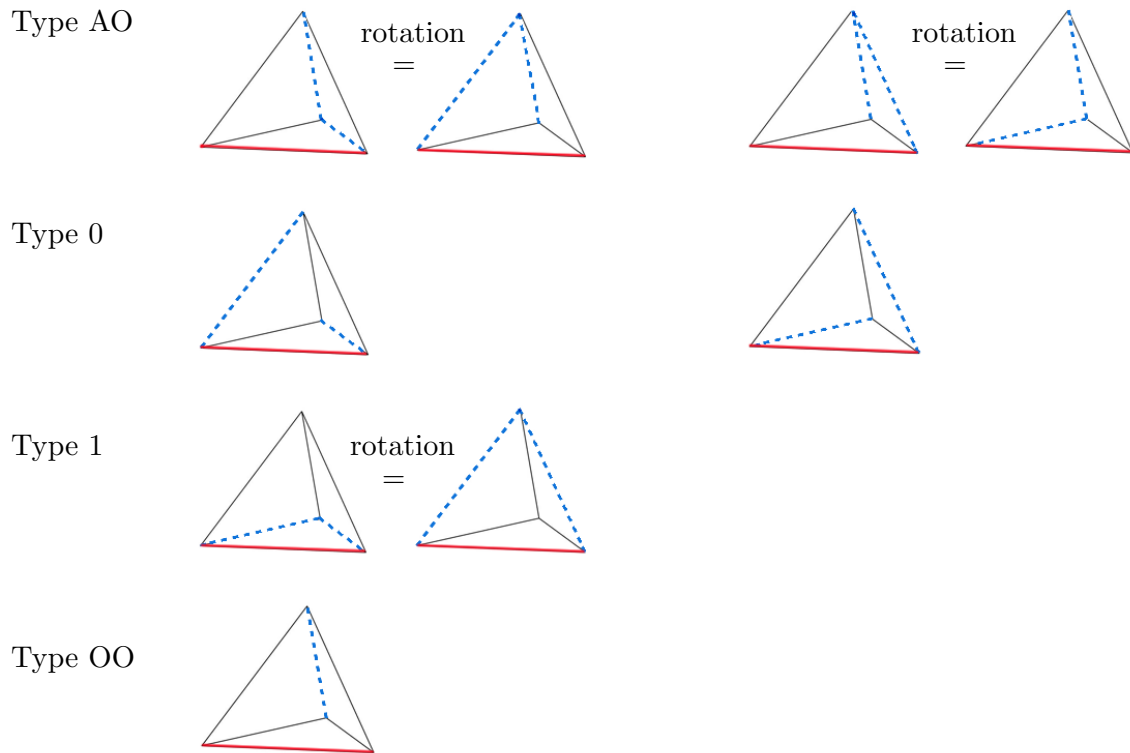 Type AO
rotation
=
rotation
=
Type 0
Type 1
rotation
=
Type OO